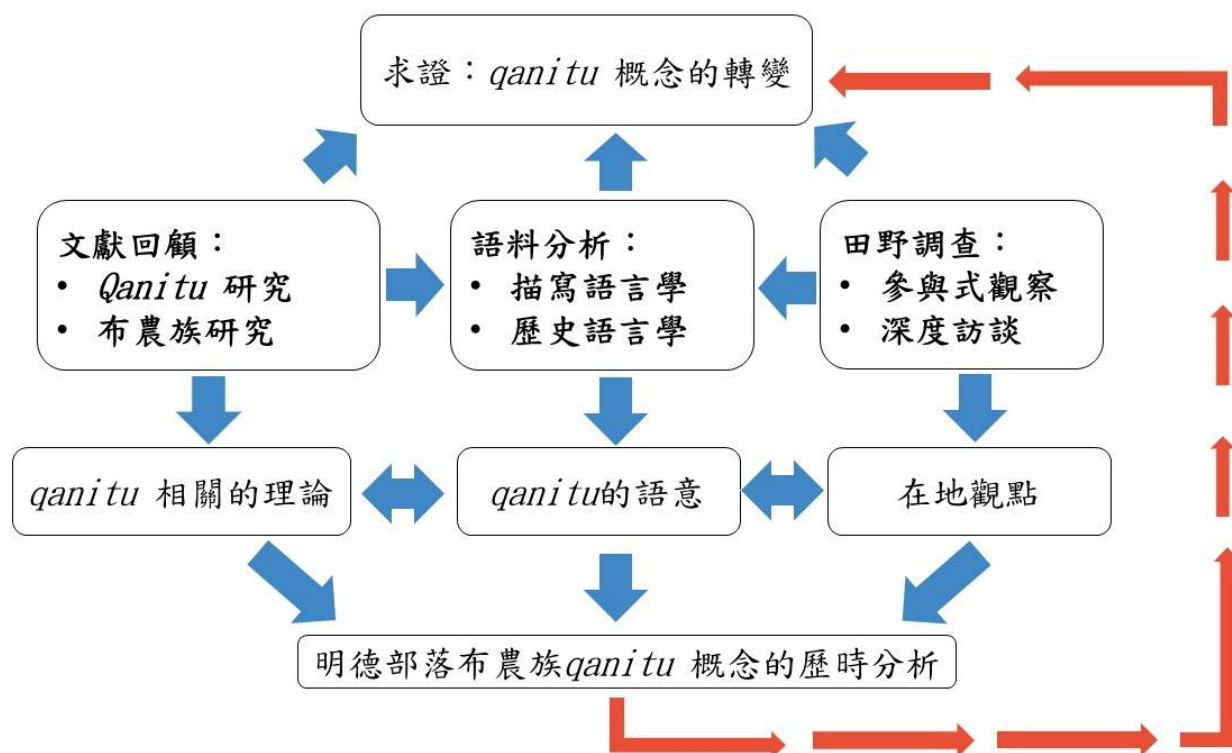 求證：qanitu 概念的轉變
文獻回顧：
• Qanitu 研究
• 布農族研究
語料分析：
• 描寫語言學
• 歷史語言學
田野調查：
• 參與式觀察
• 深度訪談
qanitu 相關的理論
qanitu的語意
在地觀點
明德部落布農族qanitu 概念的歷時分析